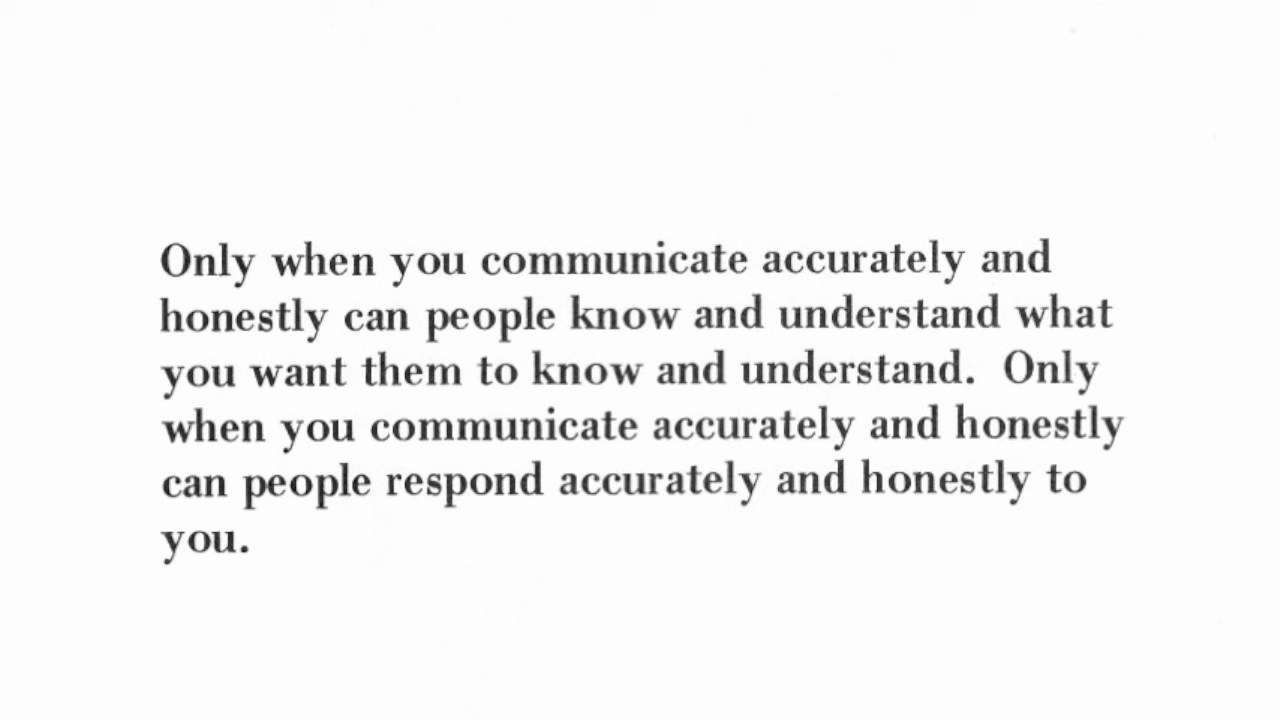 Only when you communicate accurately and
honestly can people know and understand what
you want them to know and understand.  Only
when you communicate accurately and honestly
can people respond accurately and honestly to
you.